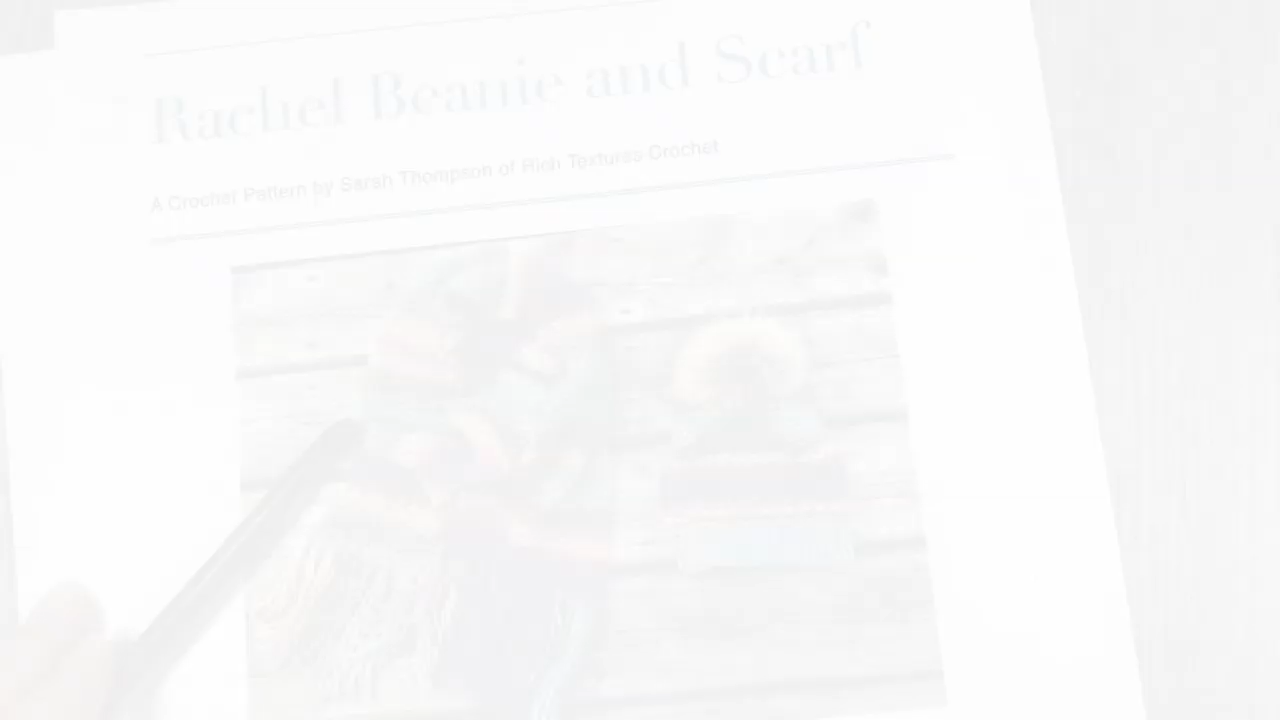 Rachel Beanie and Scarf
A Crochet Pattern by Sarah Thompson of Rich Textures Crochet